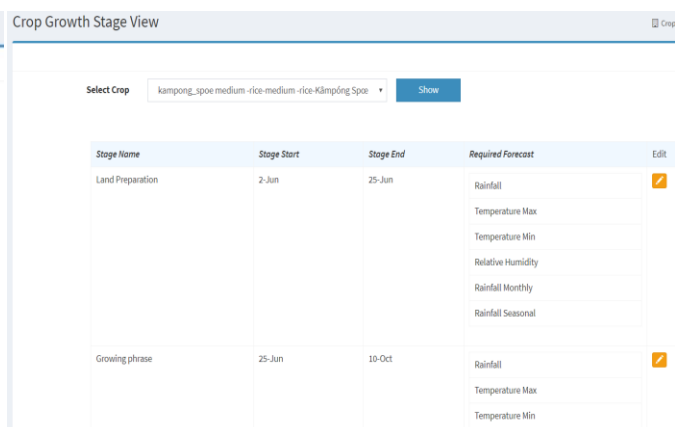 Crop Growth Stage View
Crop
Select Crop kampong_spoe medium -rice-medium -rice-Kâmpóng Spœ Show
Stage Name Stage Start Stage End Required Forecast Edit
Land Preparation 2-Jun 25-Jun Rainfall
Temperature Max
Temperature Min
Relative Humidity
Rainfall Monthly
Rainfall Seasonal
Growing phrase 25-Jun 10-Oct Rainfall
Temperature Max
Temperature Min